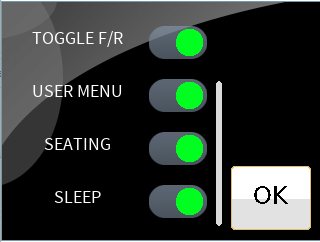 TOGGLE F/R
USER MENU
SEATING
SLEEP
OK